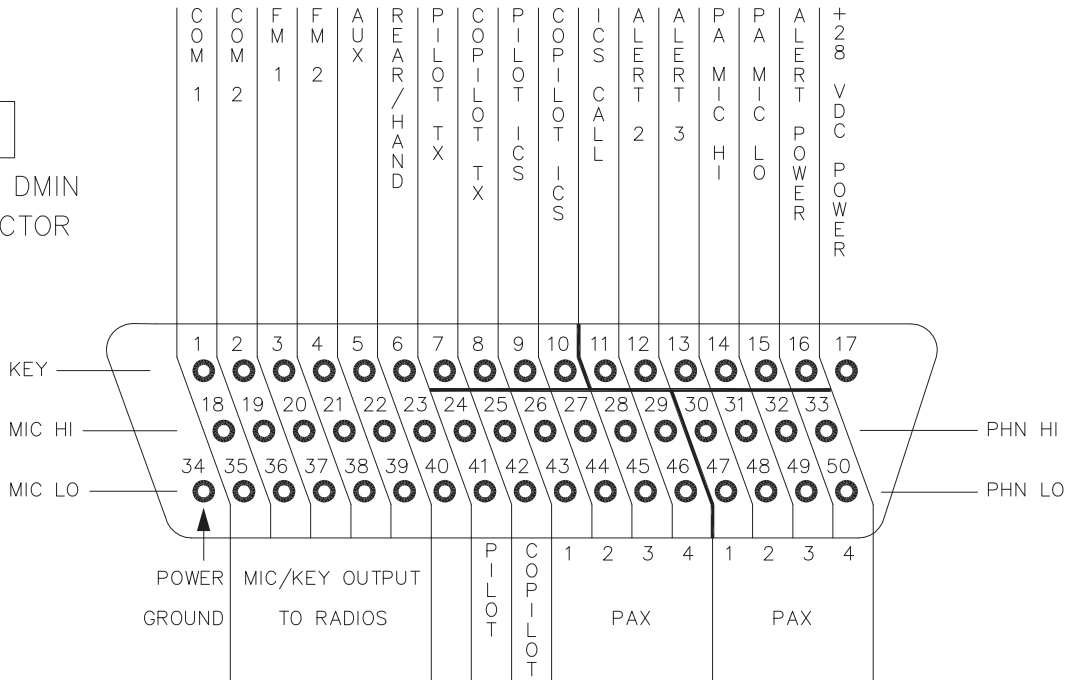 COM 1
COM 2
FM 1
FM 2
AUX
REAR/HAND
PILOT TX
COPILOT TX
PILOT ICS
COPILOT ICS
ICS CALL
ALERT 2
ALERT 3
PA MIC HI
PA MIC LO
ALERT POWER
+28 VDC POWER
DMIN
CTOR
1 2 3 4 5 6 7 8 9 10 11 12 13 14 15 16 17
KEY
18 19 20 21 22 23 24 25 26 27 28 29 30 31 32 33
MIC HI
PHN HI
34 35 36 37 38 39 40 41 42 43 44 45 46 47 48 49 50
MIC LO
PHN LO
1 2 3 4 1 2 3 4
POWER GROUND
MIC/KEY OUTPUT
TO RADIOS
PILOT
COPILOT
PAX
PAX